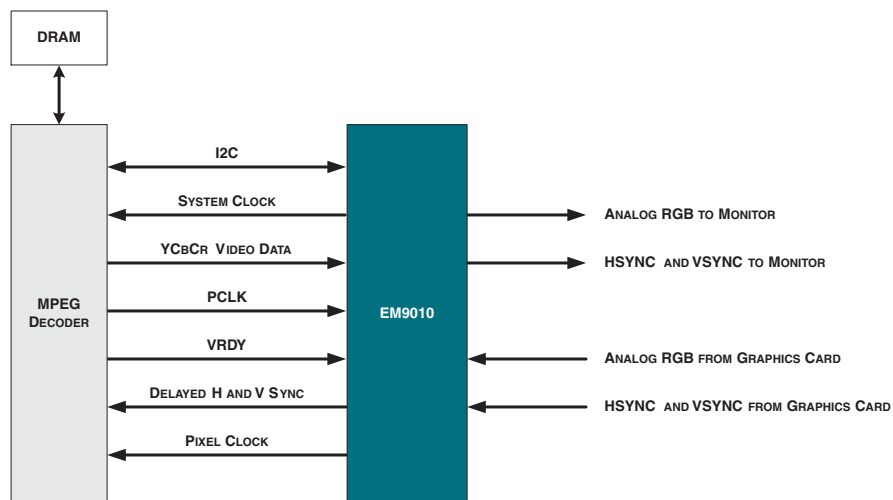 DRAM
I2C
SYSTEM CLOCK
ANALOG RGB TO MONITOR
YCBCR VIDEO DATA
HSYNC AND VSYNC TO MONITOR
MPEG
DECODER
PCLK
EM9010
VRDY
ANALOG RGB FROM GRAPHICS CARD
DELAYED H AND V SYNC
HSYNC AND VSYNC FROM GRAPHICS CARD
PIXEL CLOCK